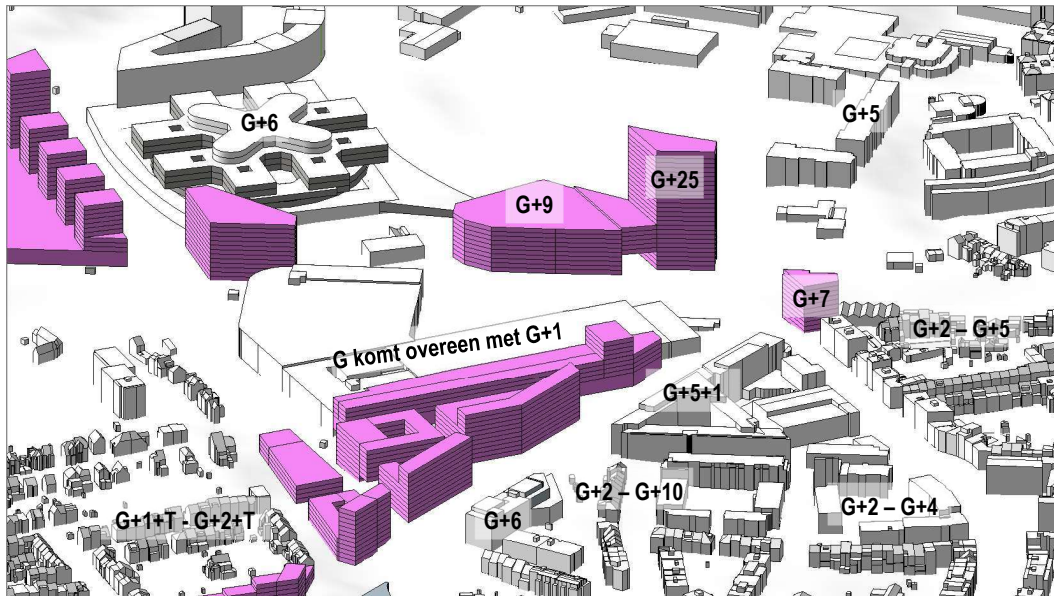 G+6
G+5
G+25
G+9
G+7
G+2 – G+5
G komt overeen met G+1
G+5+1
G+2 – G+10
G+2 – G+4
G+6
G+1+T - G+2+T